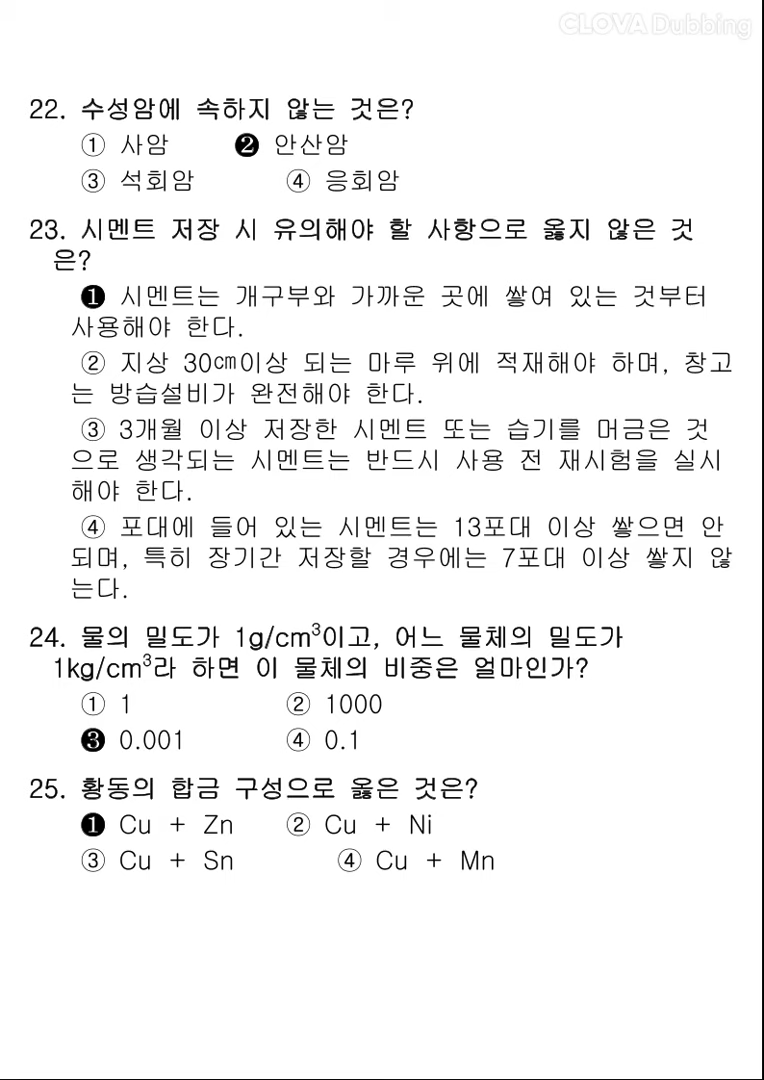 CLOVA Dubbing
22. 수성암에 속하지 않는 것은?
① 사암 ❷ 안산암
③ 석회암 ④ 응회암
23. 시멘트 저장 시 유의해야 할 사항으로 옳지 않은 것
은?
❶ 시멘트는 개구부와 가까운 곳에 쌓여 있는 것부터
사용해야 한다.
② 지상 30㎝이상 되는 마루 위에 적재해야 하며, 창고
는 방습설비가 완전해야 한다.
③ 3개월 이상 저장한 시멘트 또는 습기를 머금은 것
으로 생각되는 시멘트는 반드시 사용 전 재시험을 실시
해야 한다.
④ 포대에 들어 있는 시멘트는 13포대 이상 쌓으면 안
되며, 특히 장기간 저장할 경우에는 7포대 이상 쌓지 않
는다.
24. 물의 밀도가 1g/cm³이고, 어느 물체의 밀도가
1kg/cm³라 하면 이 물체의 비중은 얼마인가?
① 1 ② 1000
❸ 0.001 ④ 0.1
25. 황동의 합금 구성으로 옳은 것은?
❶ Cu + Zn ② Cu + Ni
③ Cu + Sn ④ Cu + Mn